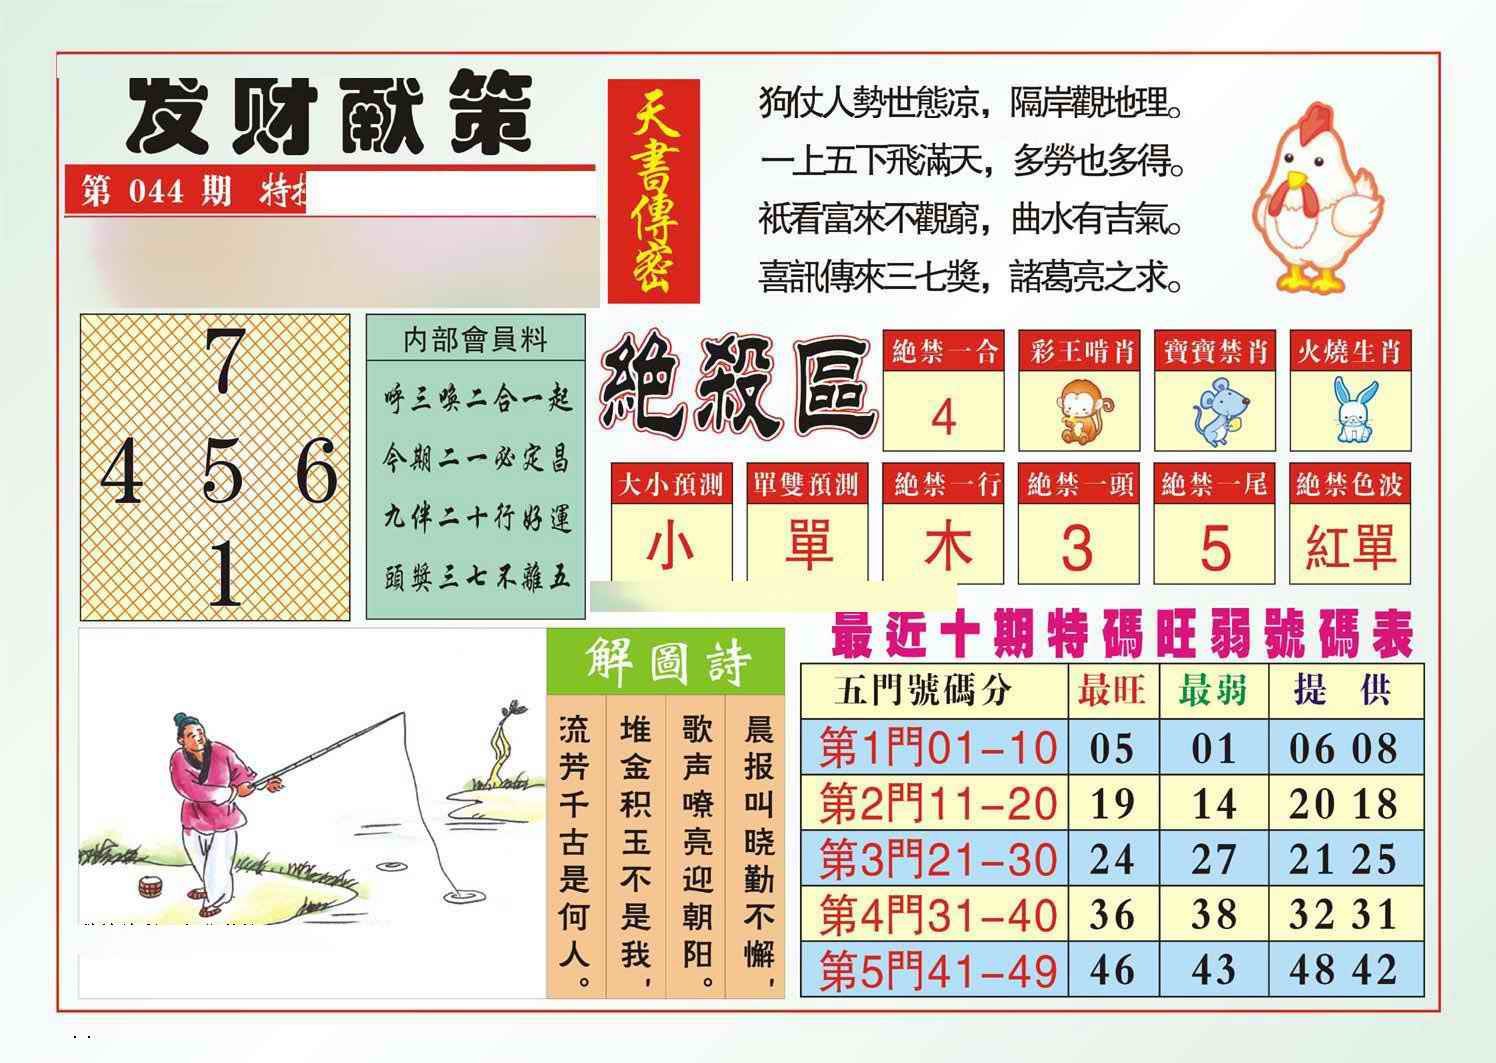 发财献策
第 044 期 特
天書傳密
狗仗人勢世態凉，隔岸觀地理。
一上五下飛滿天，多勞也多得。
祇看富來不觀窮，曲水有吉氣。
喜訊傳來三七獎，諸葛亮之求。
7
4 5 6
1
内部會員料
呼三喚二合一起
今期二一必定昌
九伴二十行好運
頭獎三七不離五
絕殺區
絶禁一合
4
彩王啃肖
寶寶禁肖
火燒生肖
大小預測
小
單雙預測
單
絶禁一行
木
絶禁一頭
3
絶禁一尾
5
絶禁色波
紅單
解圖詩
晨报叫晓勤不懈，
歌声嘹亮迎朝阳。
堆金积玉不是我，
流芳千古是何人。
最近十期特碼旺弱號碼表
五門號碼分 最旺 最弱 提 供
第1門01-10 05 01 06 08
第2門11-20 19 14 20 18
第3門21-30 24 27 21 25
第4門31-40 36 38 32 31
第5門41-49 46 43 48 42